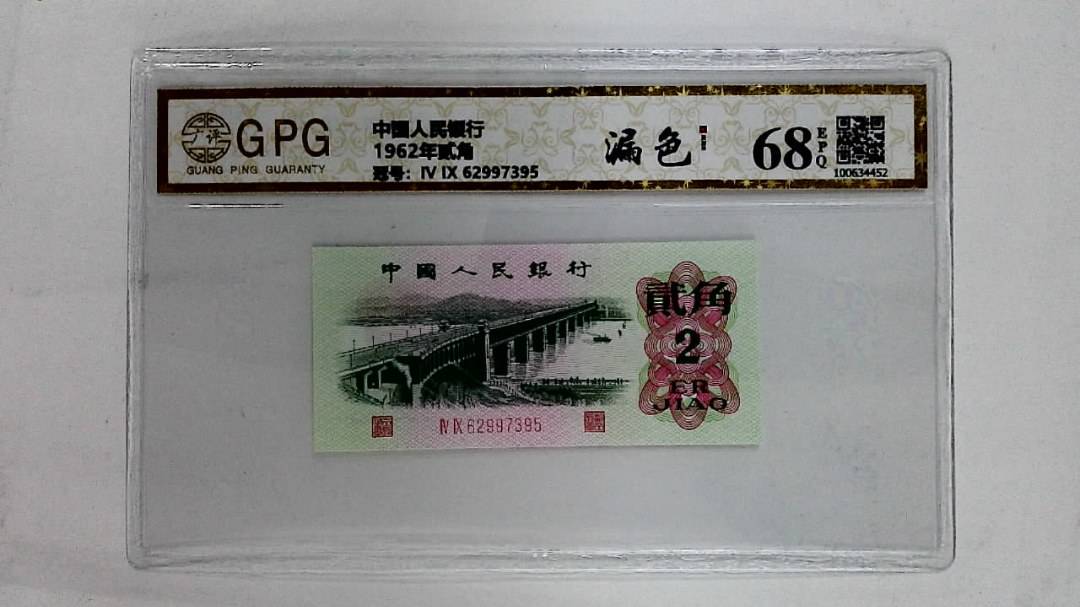 GPG
GUANG PING GUARANTY
中國人民银行
1962年贰角
冠号：IV IX 62997395
漏色
68
EPQ
100634452
中國人民銀行
貳角
2
ER
JIAO
IV IX 62997395